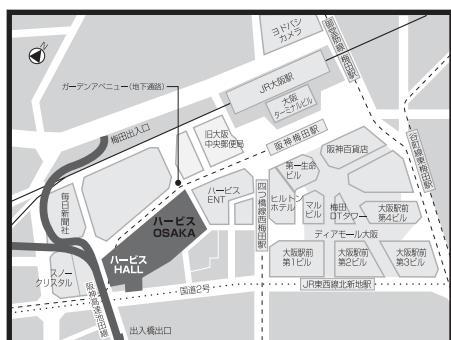 ヨドバシ
カメラ
御堂筋線梅田駅
N
JR大阪駅
ガーデンアベニュー(地下通路)
大阪
ターミナルビル
梅田出入口
旧大阪
中央郵便局
阪神梅田駅
阪神百貨店
谷町線東梅田駅
第一生命
ビル
ハービス
ENT
毎日新聞社
四つ橋線西梅田駅
ヒルトン
ホテル
マル
ビル
梅田
DTタワー
大阪駅前
第4ビル
ハービス
OSAKA
ディアモール大阪
ハービス
HALL
大阪駅前
第1ビル
大阪駅前
第2ビル
大阪駅前
第3ビル
スノー
クリスタル
国道2号
JR東西線北新地駅
阪神高速池田線
出入橋出口